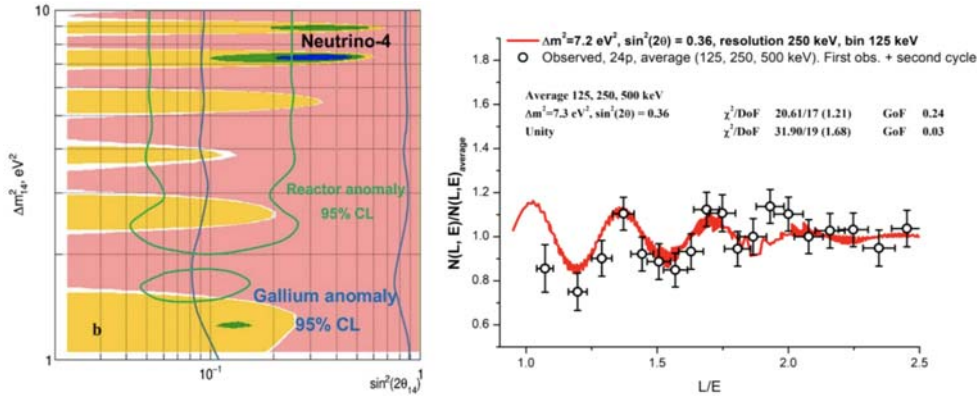 10
Neutrino-4
Δm²₁₄, eV²
Reactor anomaly
95% CL
Gallium anomaly
b
95% CL
1
10⁻¹
sin²(2θ₁₄)
1
Δm²=7.2 eV², sin²(2θ) = 0.36, resolution 250 keV, bin 125 keV
Observed, 24p, average (125, 250, 500 keV). First obs. + second cycle
1.8
Average 125, 250, 500 keV
Δm²=7.3 eV², sin²(2θ) = 0.36 χ²/DoF 20.61/17 (1.21) GoF 0.24
1.6
Unity χ²/DoF 31.90/19 (1.68) GoF 0.03
1.4
N(L, E)/N(L,E)average
1.2
1.0
0.8
0.6
1.0 1.5 2.0 2.5
L/E